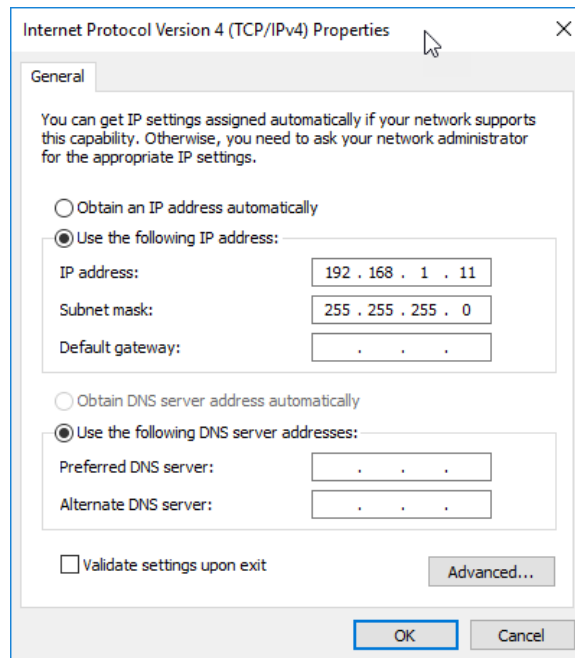 Internet Protocol Version 4 (TCP/IPv4) Properties
General
You can get IP settings assigned automatically if your network supports
this capability. Otherwise, you need to ask your network administrator
for the appropriate IP settings.
Obtain an IP address automatically
Use the following IP address:
IP address: 192 . 168 . 1 . 11
Subnet mask: 255 . 255 . 255 . 0
Default gateway: . . .
Obtain DNS server address automatically
Use the following DNS server addresses:
Preferred DNS server: . . .
Alternate DNS server: . . .
Validate settings upon exit
Advanced...
OK Cancel